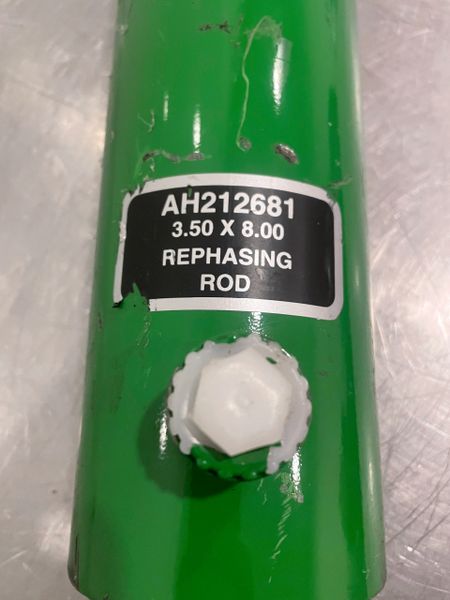 AH212681
3.50 X 8.00
REPHASING
ROD